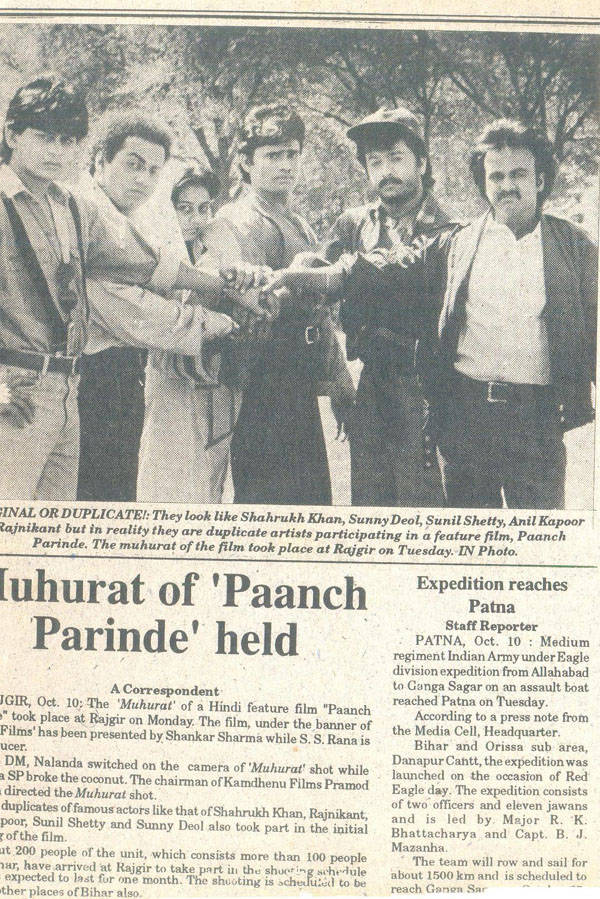 GINAL OR DUPLICATE!: They look like Shahrukh Khan, Sunny Deol, Sunil Shetty, Anil Kapoor
Rajnikant but in reality they are duplicate artists participating in a feature film, Paanch
Parinde. The muhurat of the film took place at Rajgir on Tuesday. IN Photo.
Muhurat of 'Paanch
Parinde' held
A Correspondent
JGIR, Oct. 10: The 'Muhurat' of a Hindi feature film "Paanch
e" took place at Rajgir on Monday. The film, under the banner of
Films' has been presented by Shankar Sharma while S. S. Rana is
ucer.
DM, Nalanda switched on the camera of 'Muhurat' shot while
a SP broke the coconut. The chairman of Kamdhenu Films Pramod
directed the Muhurat shot.
duplicates of famous actors like that of Shahrukh Khan, Rajnikant,
poor, Sunil Shetty and Sunny Deol also took part in the initial
g of the film.
ut 200 people of the unit, which consists more than 100 people
har, have arrived at Rajgir to take part in the shooting schedule
expected to last for one month. The shooting is scheduled to be
ther places of Bihar also.
Expedition reaches
Patna
Staff Reporter
PATNA, Oct. 10 : Medium
regiment Indian Army under Eagle
division expedition from Allahabad
to Ganga Sagar on an assault boat
reached Patna on Tuesday.
According to a press note from
the Media Cell, Headquarter.
Bihar and Orissa sub area,
Danapur Cantt, the expedition was
launched on the occasion of Red
Eagle day. The expedition consists
of two officers and eleven jawans
and is led by Major R. K.
Bhattacharya and Capt. B. J.
Mazanha.
The team will row and sail for
about 1500 km and is scheduled to
reach Ganga